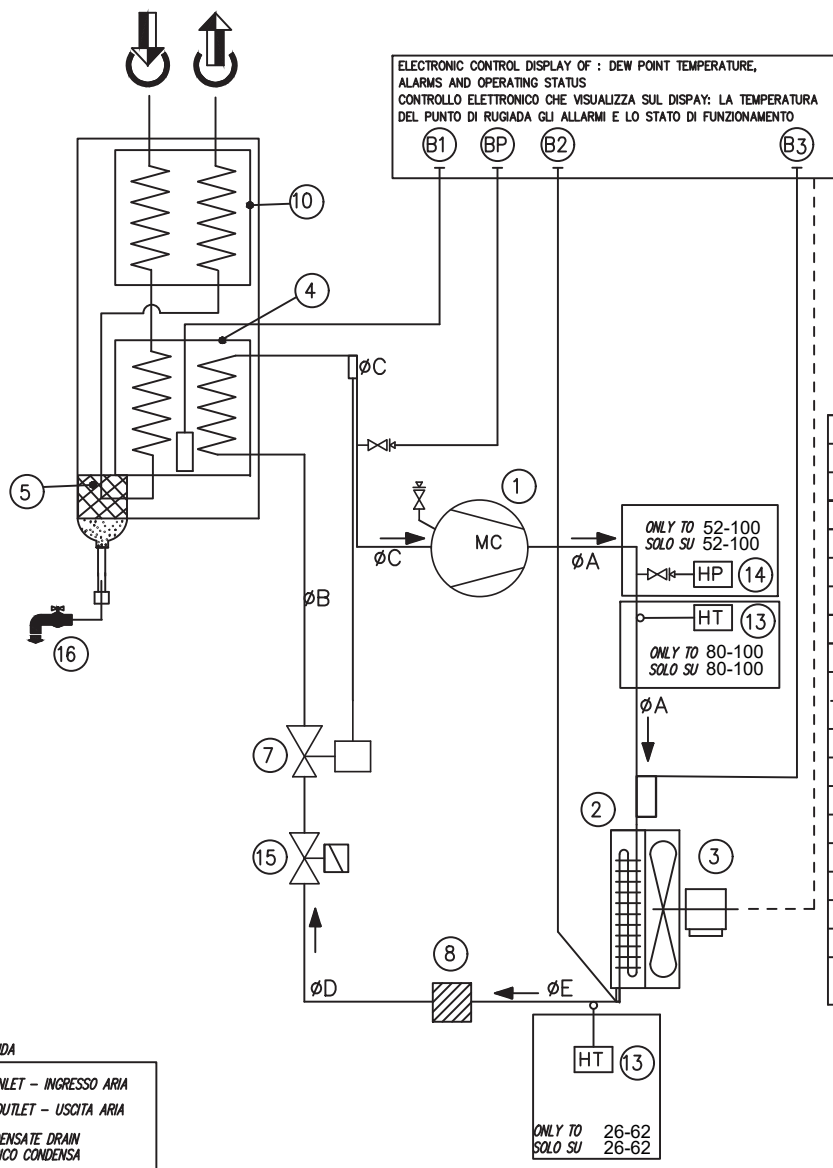 ELECTRONIC CONTROL DISPLAY OF : DEW POINT TEMPERATURE,
ALARMS AND OPERATING STATUS
CONTROLLO ELETTRONICO CHE VISUALIZZA SUL DISPAY: LA TEMPERATURA
DEL PUNTO DI RUGIADA GLI ALLARMI E LO STATO DI FUNZIONAMENTO
B1 BP B2 B3
10
4
ØC
5
1
MC
ØC
ØA
ONLY TO 52-100
SOLO SU 52-100
HP 14
HT 13
ONLY TO 80-100
SOLO SU 80-100
ØB
16
ØA
7
2
15
3
8
ØD
ØE
HT 13
ONLY TO 26-62
SOLO SU 26-62
NDA
NLET - INGRESSO ARIA
OUTLET - USCITA ARIA
DENSATE DRAIN
RICO CONDENSA